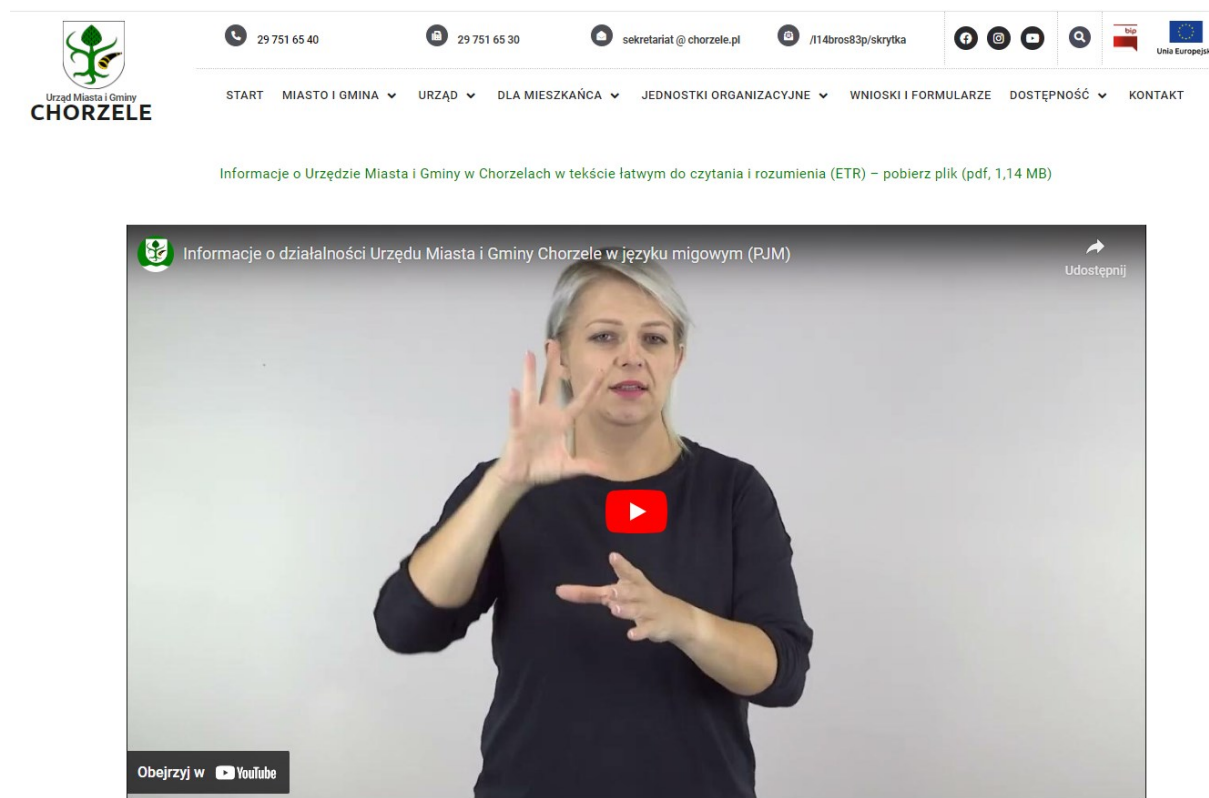 29 751 65 40
29 751 65 30
sekretariat @ chorzele.pl
/l14bros83p/skrytka
bip
Unia Europejsk
Urząd Miasta i Gminy
CHORZELE
START MIASTO I GMINA URZĄD DLA MIESZKAŃCA JEDNOSTKI ORGANIZACYJNE WNIOSKI I FORMULARZE DOSTĘPNOŚĆ KONTAKT
Informacje o Urzędzie Miasta i Gminy w Chorzelach w tekście łatwym do czytania i rozumienia (ETR) – pobierz plik (pdf, 1,14 MB)
Informacje o działalności Urzędu Miasta i Gminy Chorzele w języku migowym (PJM)
Udostępnij
Obejrzyj w YouTube